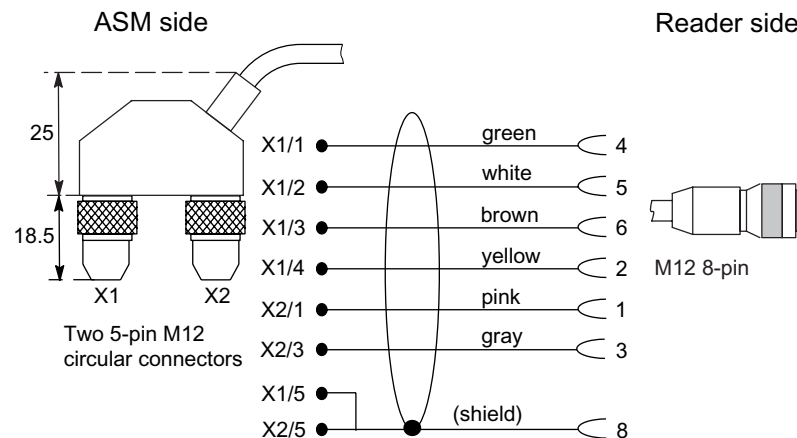 ASM side
Reader side
25
18.5
X1
X2
Two 5-pin M12
circular connectors
X1/1 green 4
X1/2 white 5
X1/3 brown 6
X1/4 yellow 2
X2/1 pink 1
X2/3 gray 3
X1/5
X2/5 (shield) 8
M12 8-pin